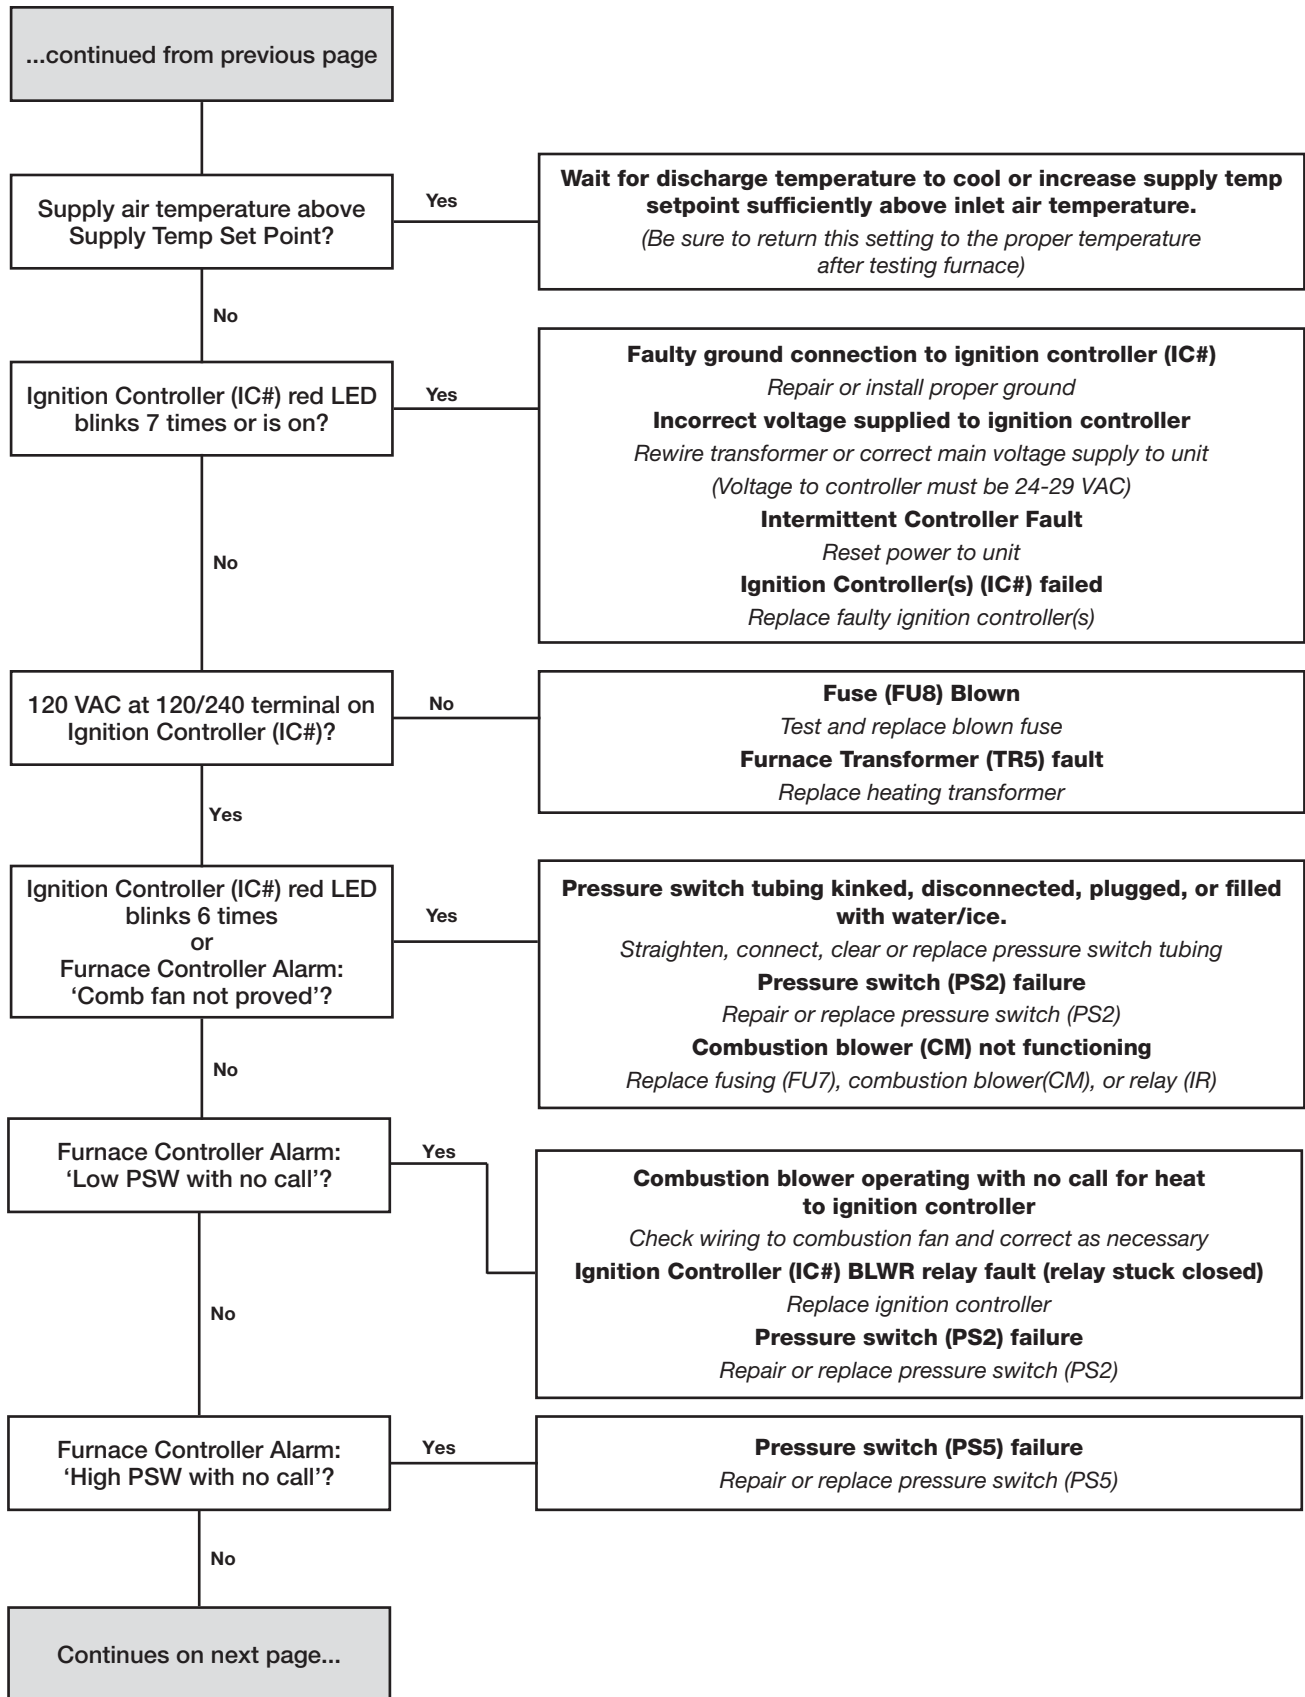 ...continued from previous page
Supply air temperature above
Supply Temp Set Point?
Yes
Wait for discharge temperature to cool or increase supply temp
setpoint sufficiently above inlet air temperature.
(Be sure to return this setting to the proper temperature
after testing furnace)
No
Ignition Controller (IC#) red LED
blinks 7 times or is on?
Yes
Faulty ground connection to ignition controller (IC#)
Repair or install proper ground
Incorrect voltage supplied to ignition controller
Rewire transformer or correct main voltage supply to unit
(Voltage to controller must be 24-29 VAC)
Intermittent Controller Fault
Reset power to unit
Ignition Controller(s) (IC#) failed
Replace faulty ignition controller(s)
No
120 VAC at 120/240 terminal on
Ignition Controller (IC#)?
No
Fuse (FU8) Blown
Test and replace blown fuse
Furnace Transformer (TR5) fault
Replace heating transformer
Yes
Ignition Controller (IC#) red LED
blinks 6 times
or
Furnace Controller Alarm:
‘Comb fan not proved’?
Yes
Pressure switch tubing kinked, disconnected, plugged, or filled
with water/ice.
Straighten, connect, clear or replace pressure switch tubing
Pressure switch (PS2) failure
Repair or replace pressure switch (PS2)
Combustion blower (CM) not functioning
Replace fusing (FU7), combustion blower(CM), or relay (IR)
No
Furnace Controller Alarm:
‘Low PSW with no call’?
Yes
Combustion blower operating with no call for heat
to ignition controller
Check wiring to combustion fan and correct as necessary
Ignition Controller (IC#) BLWR relay fault (relay stuck closed)
Replace ignition controller
Pressure switch (PS2) failure
Repair or replace pressure switch (PS2)
No
Furnace Controller Alarm:
‘High PSW with no call’?
Yes
Pressure switch (PS5) failure
Repair or replace pressure switch (PS5)
No
Continues on next page...